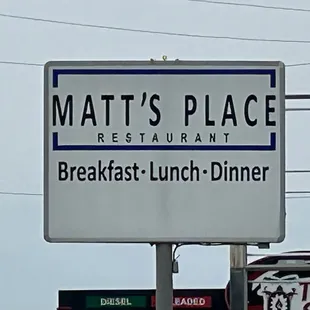 MATT'S PLACE
RESTAURANT
Breakfast·Lunch·Dinner
DIESEL